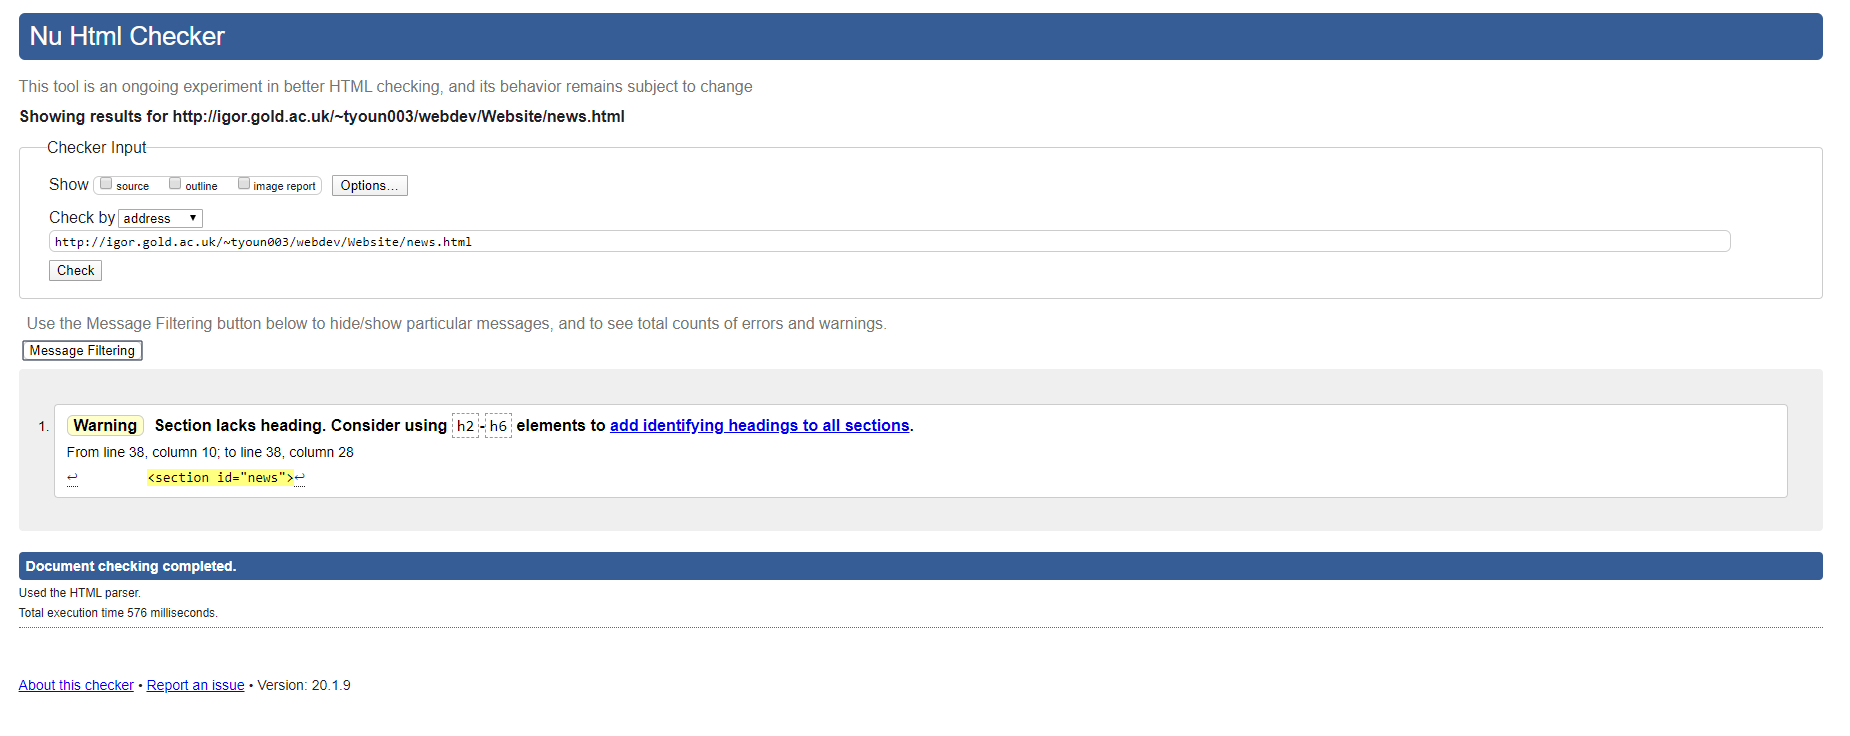 Nu Html Checker
This tool is an ongoing experiment in better HTML checking, and its behavior remains subject to change
Showing results for http://igor.gold.ac.uk/~tyoun003/webdev/Website/news.html
Checker Input
Show source outline image report Options...
Check by address ▼
http://igor.gold.ac.uk/~tyoun003/webdev/Website/news.html
Check
Use the Message Filtering button below to hide/show particular messages, and to see total counts of errors and warnings.
Message Filtering
1. Warning Section lacks heading. Consider using h2-h6 elements to add identifying headings to all sections.
From line 38, column 10; to line 38, column 28
↩ <section id="news">↩
Document checking completed.
Used the HTML parser.
Total execution time 576 milliseconds.
About this checker • Report an issue • Version: 20.1.9